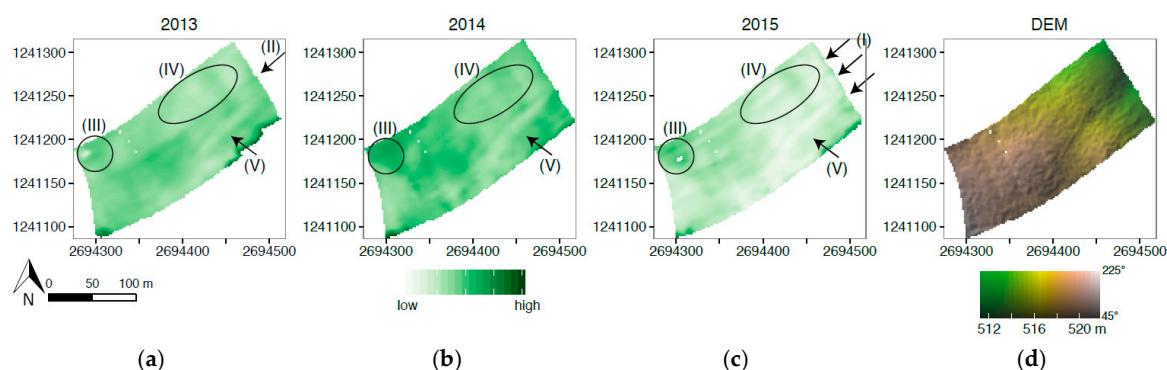 2013
2014
2015
DEM
1241300
1241250
1241200
1241150
1241100
(II)
(IV)
(III)
(V)
2694300
2694400
2694500
1241300
1241250
1241200
1241150
1241100
(IV)
(III)
(V)
2694300
2694400
2694500
1241300
1241250
1241200
1241150
1241100
(I)
(IV)
(III)
(V)
2694300
2694400
2694500
1241300
1241250
1241200
1241150
1241100
2694300
2694400
2694500
N
0 50 100 m
low high
225°
45°
512 516 520 m
(a) (b) (c) (d)